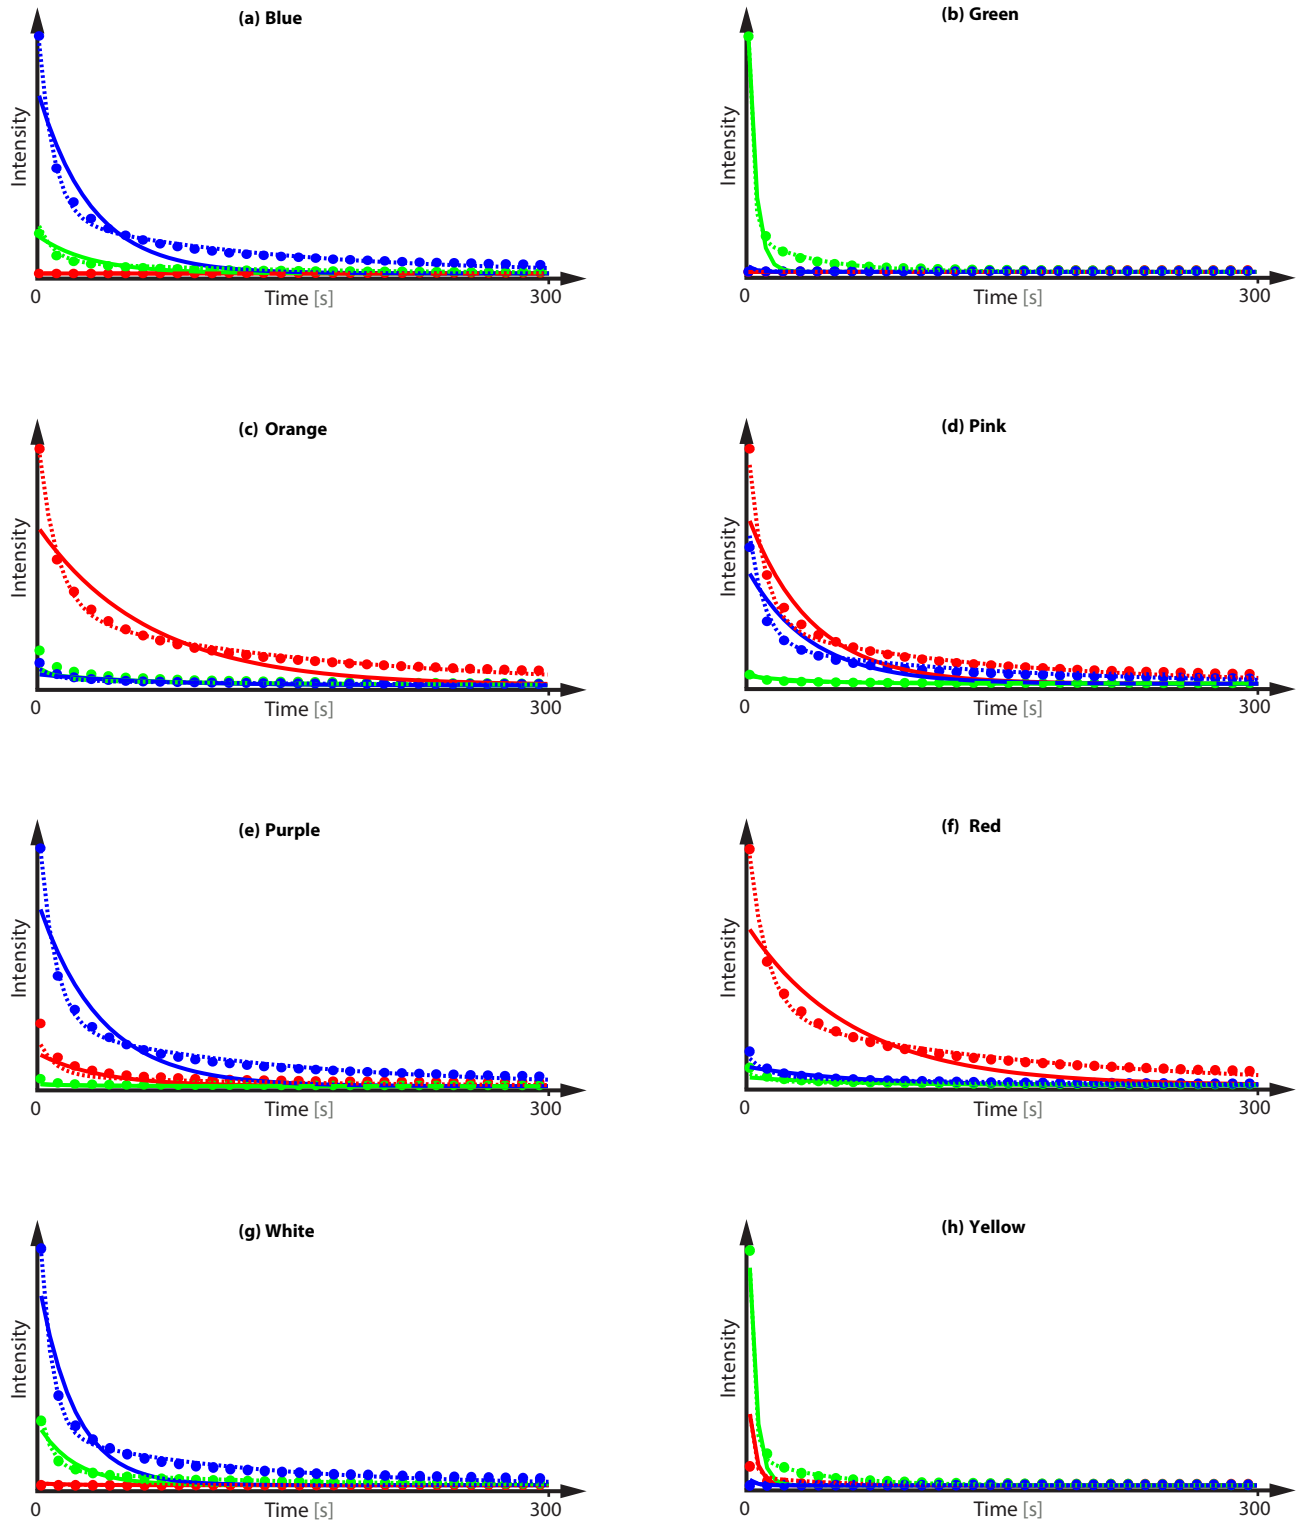 (a) Blue
Intensity
0
Time [s]
300
(b) Green
Intensity
0
Time [s]
300
(c) Orange
Intensity
0
Time [s]
300
(d) Pink
Intensity
0
Time [s]
300
(e) Purple
Intensity
0
Time [s]
300
(f) Red
Intensity
0
Time [s]
300
(g) White
Intensity
0
Time [s]
300
(h) Yellow
Intensity
0
Time [s]
300